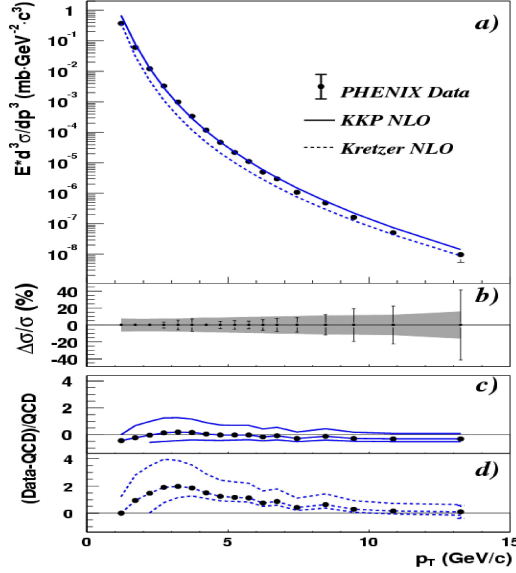 E*d³σ/dp³ (mb·GeV⁻²·c³)
1
10⁻¹
10⁻²
10⁻³
10⁻⁴
10⁻⁵
10⁻⁶
10⁻⁷
10⁻⁸
a)
PHENIX Data
KKP NLO
Kretzer NLO
Δσ/σ (%)
40
20
0
-20
-40
b)
(Data-QCD)/QCD
4
2
0
c)
4
2
0
d)
0
5
10
15
p_T (GeV/c)